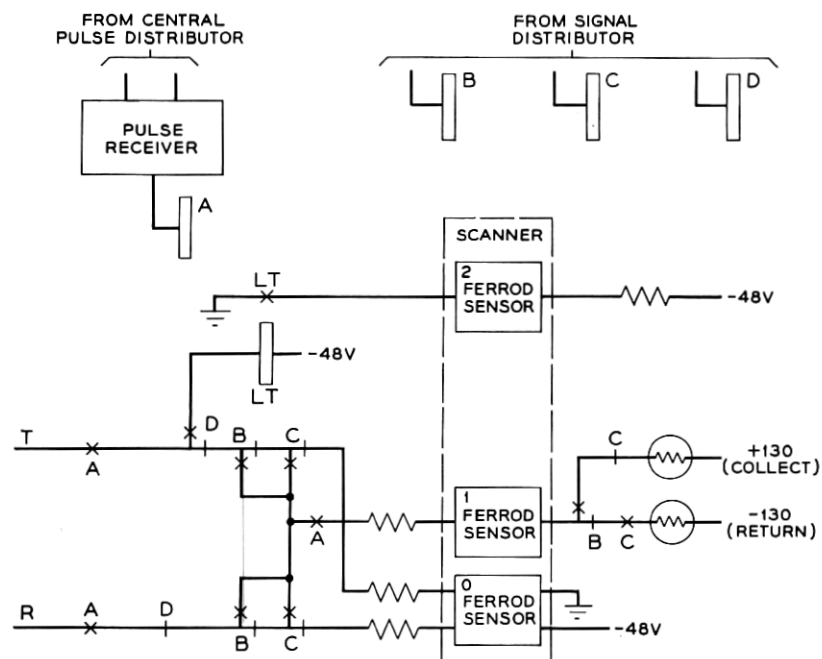 FROM CENTRAL
PULSE DISTRIBUTOR
FROM SIGNAL
DISTRIBUTOR
B
C
D
PULSE
RECEIVER
A
SCANNER
LT
2
FERROD
SENSOR
-48V
-48V
LT
D
T
B
C
A
C
+130
(COLLECT)
1
FERROD
SENSOR
A
B
C
-130
(RETURN)
0
FERROD
SENSOR
R
A
D
B
C
-48V